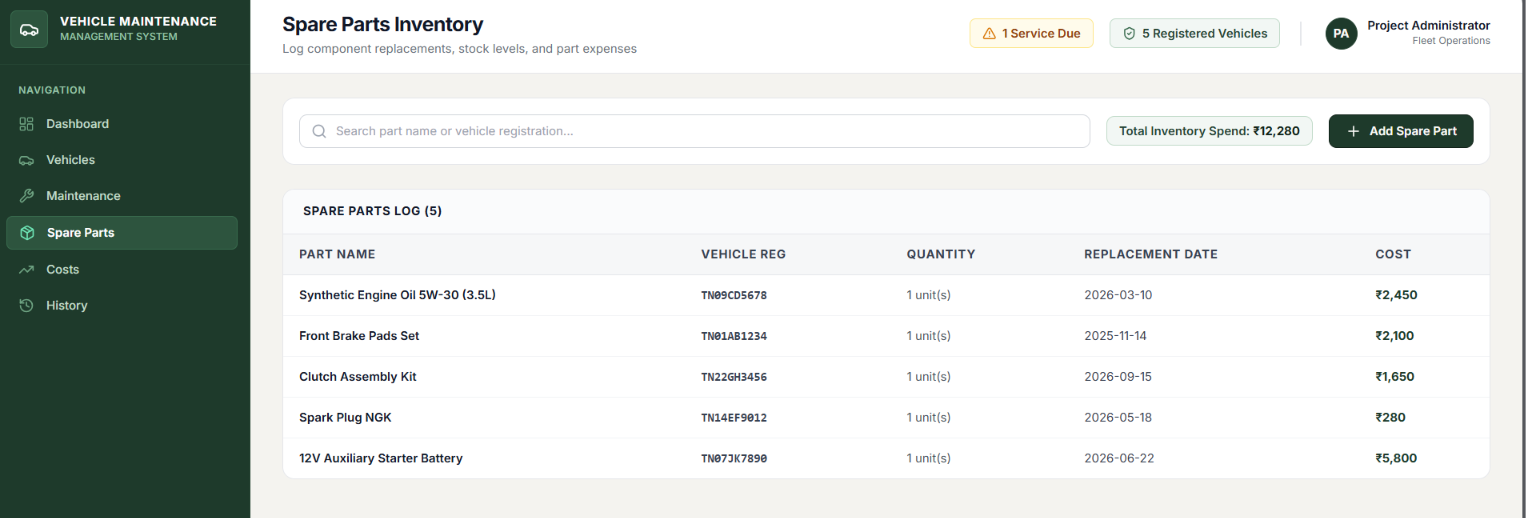 VEHICLE MAINTENANCE
MANAGEMENT SYSTEM
NAVIGATION
Dashboard
Vehicles
Maintenance
Spare Parts
Costs
History
Spare Parts Inventory
Log component replacements, stock levels, and part expenses
1 Service Due
5 Registered Vehicles
PA
Project Administrator
Fleet Operations
Search part name or vehicle registration...
Total Inventory Spend: ₹12,280
+ Add Spare Part
SPARE PARTS LOG (5)
PART NAME VEHICLE REG QUANTITY REPLACEMENT DATE COST
Synthetic Engine Oil 5W-30 (3.5L) TN09CD5678 1 unit(s) 2026-03-10 ₹2,450
Front Brake Pads Set TN01AB1234 1 unit(s) 2025-11-14 ₹2,100
Clutch Assembly Kit TN22GH3456 1 unit(s) 2026-09-15 ₹1,650
Spark Plug NGK TN14EF9012 1 unit(s) 2026-05-18 ₹280
12V Auxiliary Starter Battery TN07JK7890 1 unit(s) 2026-06-22 ₹5,800